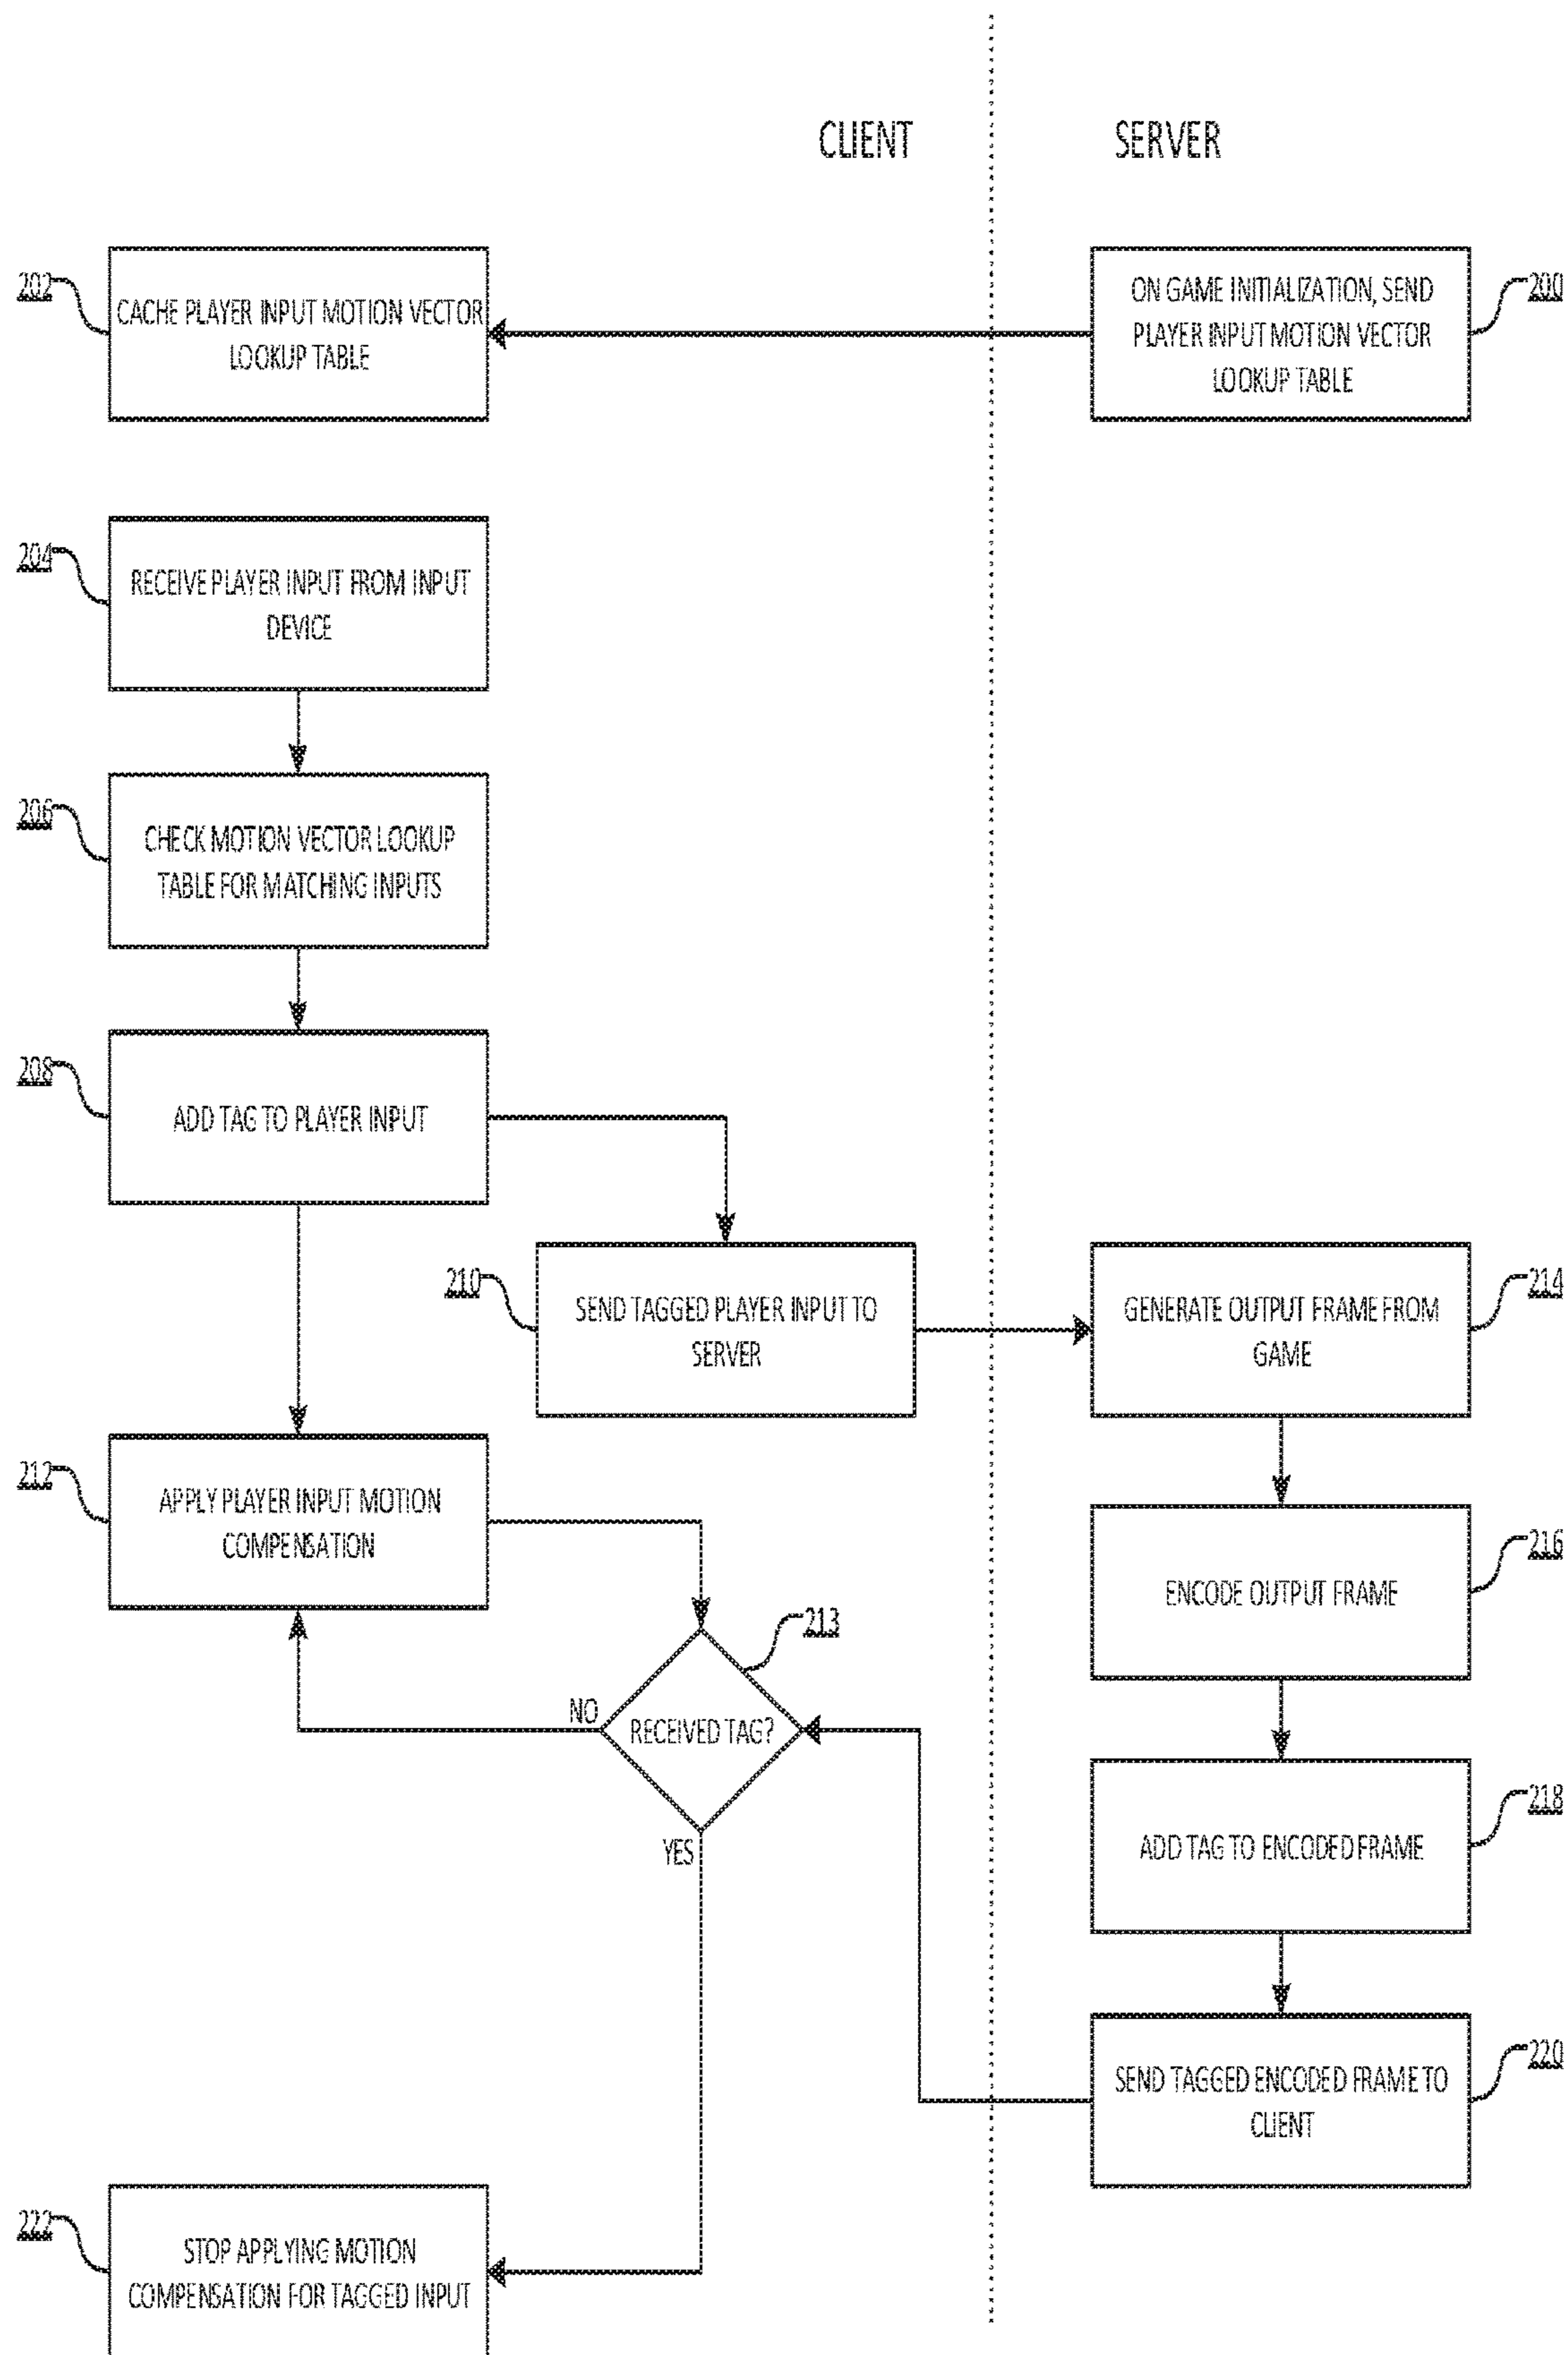 CLIENT
SERVER
202
CACHE PLAYER INPUT MOTION VECTOR
LOOKUP TABLE
ON GAME INITIALIZATION, SEND
PLAYER INPUT MOTION VECTOR
LOOKUP TABLE
200
204
RECEIVE PLAYER INPUT FROM INPUT
DEVICE
206
CHECK MOTION VECTOR LOOKUP
TABLE FOR MATCHING INPUTS
208
ADD TAG TO PLAYER INPUT
210
SEND TAGGED PLAYER INPUT TO
SERVER
GENERATE OUTPUT FRAME FROM
GAME
214
212
APPLY PLAYER INPUT MOTION
COMPENSATION
ENCODE OUTPUT FRAME
216
213
NO
RECEIVED TAG?
YES
ADD TAG TO ENCODED FRAME
218
SEND TAGGED ENCODED FRAME TO
CLIENT
220
222
STOP APPLYING MOTION
COMPENSATION FOR TAGGED INPUT